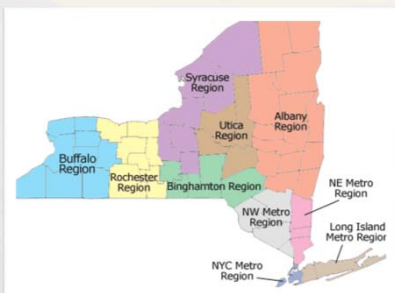 Syracuse
Region
Utica
Region
Albany
Region
Buffalo
Region
Rochester
Region
Binghamton Region
NE Metro
Region
NW Metro
Region
Long Island
Metro Region
NYC Metro
Region